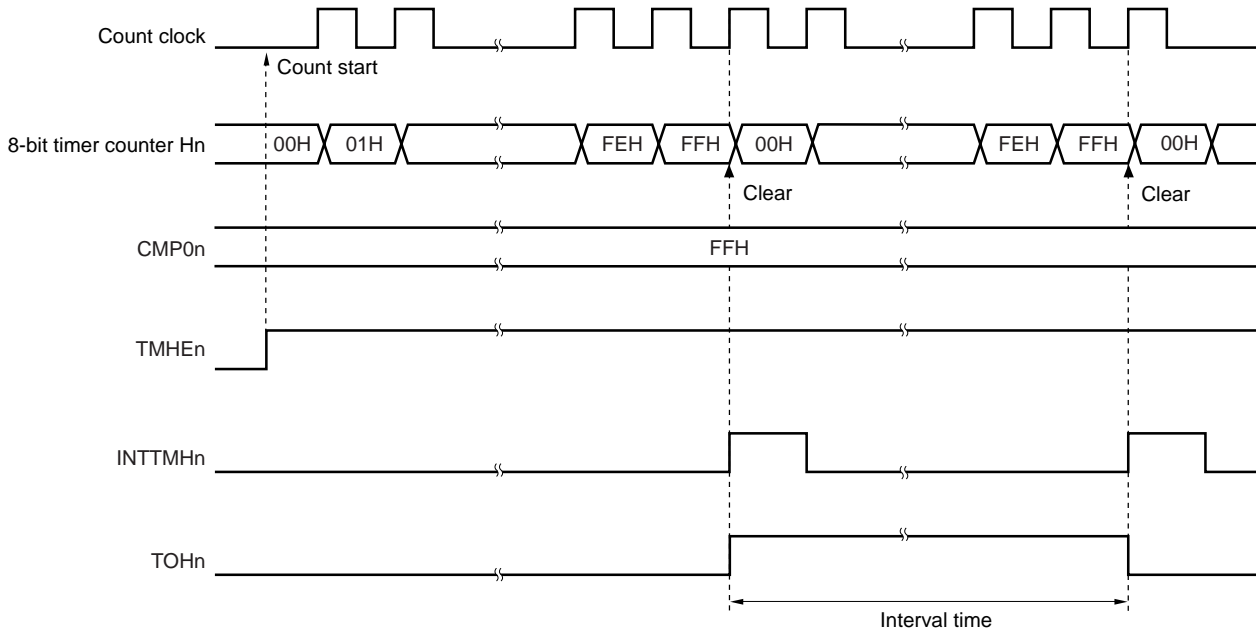 Count clock
Count start
8-bit timer counter Hn
00H 01H FEH FFH 00H FEH FFH 00H
Clear Clear
CMP0n
FFH
TMHEn
INTTMHn
TOHn
Interval time